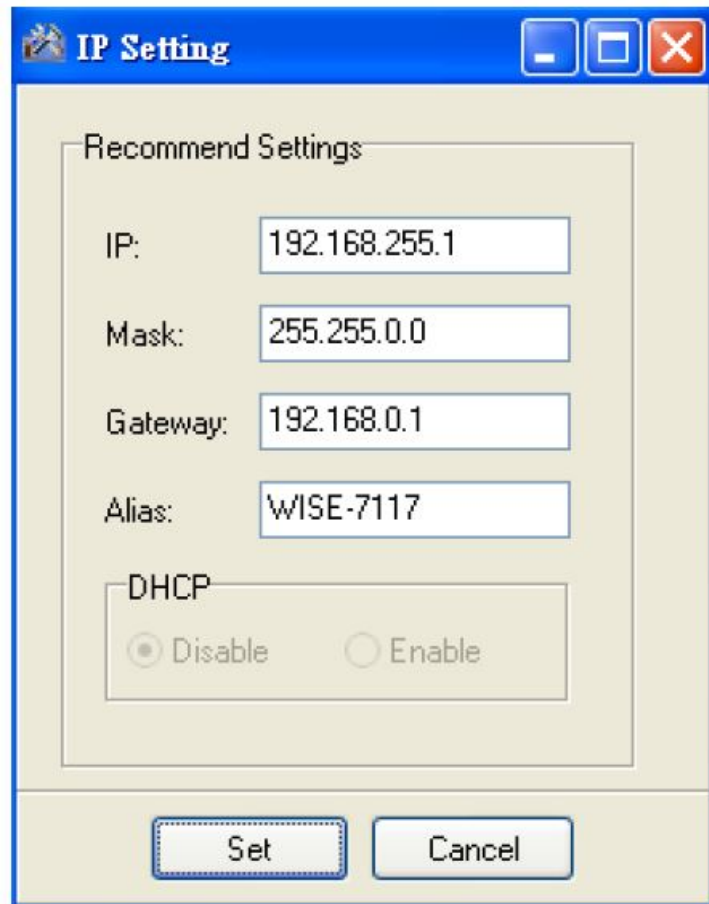 IP Setting
Recommend Settings
IP: 192.168.255.1
Mask: 255.255.0.0
Gateway: 192.168.0.1
Alias: WISE-7117
DHCP
Disable Enable
Set Cancel